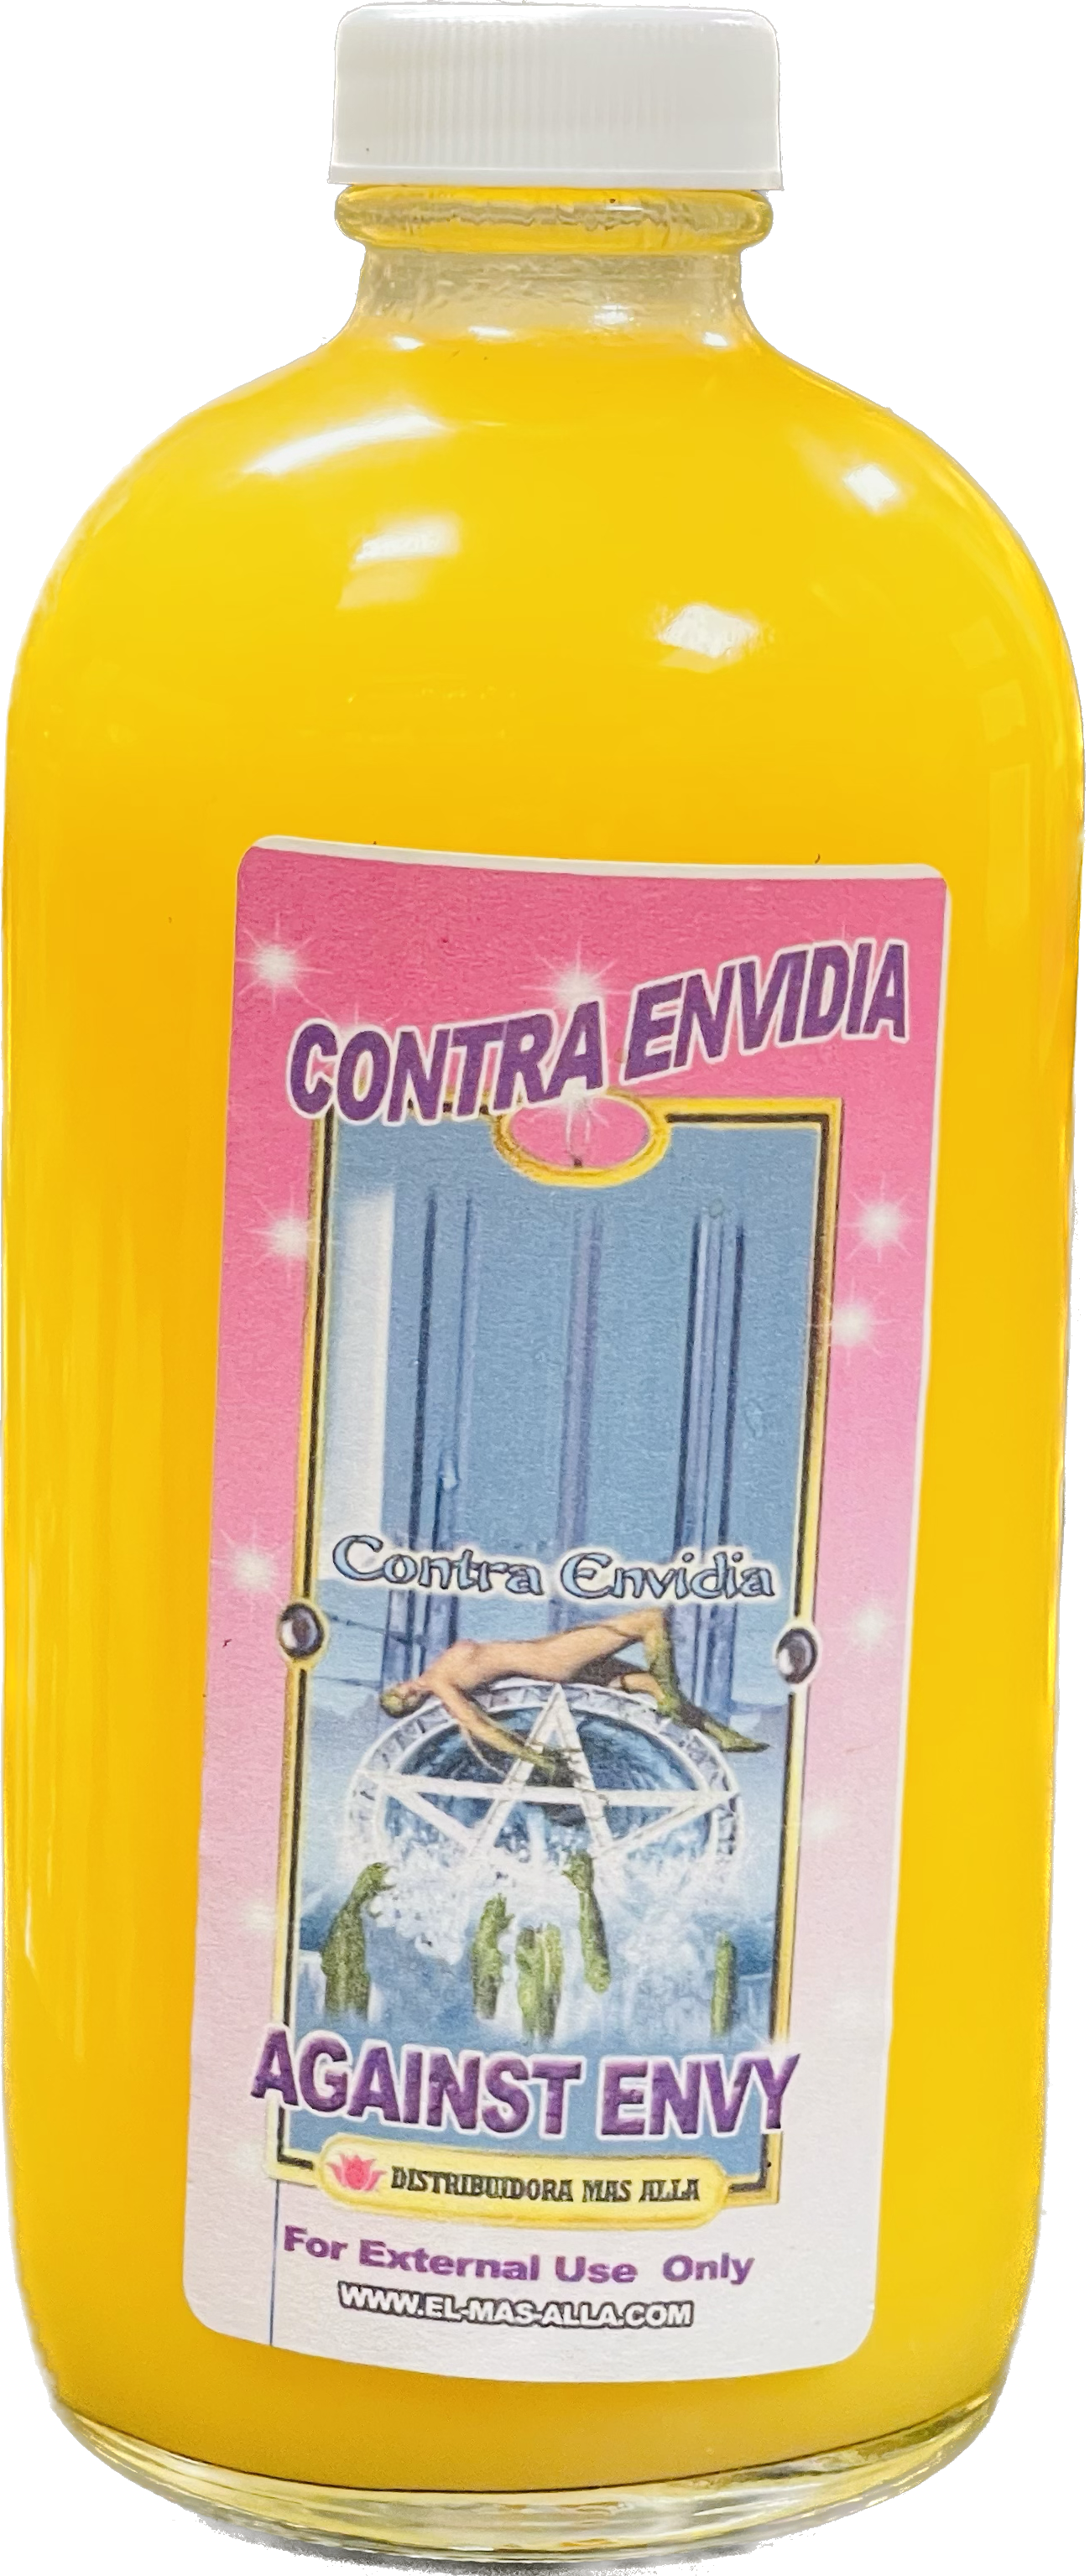 CONTRA ENVIDIA
Contra Envidia
AGAINST ENVY
DISTRIBUIDORA MAS ALLA
For External Use Only
WWW.EL-MAS-ALLA.COM